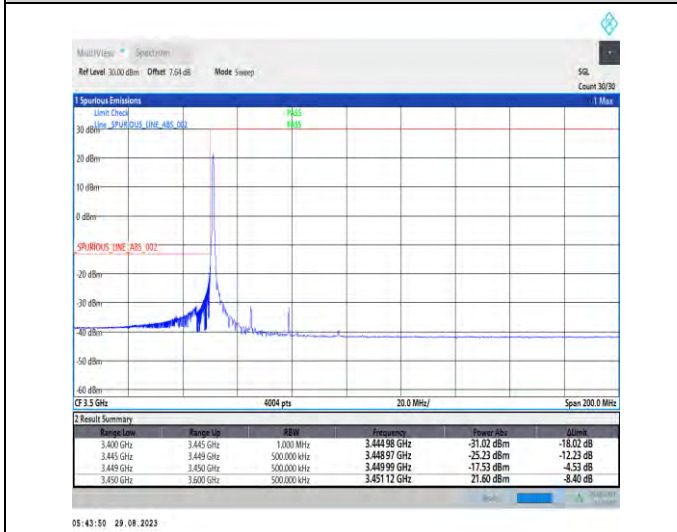 MultiView Spectrum
Ref Level 30.00 dBm Offset 7.64 dB Mode Sweep SGL
Count 30/30
1 Spurious Emissions 1 Max
Limit Check PASS
Line _SPURIOUS_LINE_ABS_002 PASS
30 dBm
20 dBm
10 dBm
0 dBm
_SPURIOUS_LINE_ABS_002
-20 dBm
-30 dBm
-40 dBm
-50 dBm
-60 dBm
CF 3.5 GHz 4004 pts 20.0 MHz/ Span 200.0 MHz
2 Result Summary
Range Low Range Up RBW Frequency Power Abs ΔLimit
3.400 GHz 3.445 GHz 1.000 MHz 3.444 98 GHz -31.02 dBm -18.02 dB
3.445 GHz 3.449 GHz 500.000 kHz 3.448 97 GHz -25.23 dBm -12.23 dB
3.449 GHz 3.450 GHz 500.000 kHz 3.449 99 GHz -17.53 dBm -4.53 dB
3.450 GHz 3.600 GHz 500.000 kHz 3.451 12 GHz 21.60 dBm -8.40 dB
05:43:50 29.08.2023